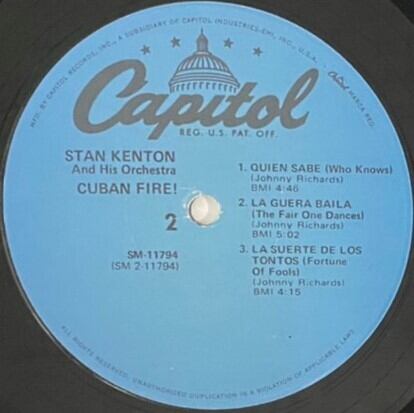 MFD. BY CAPITOL RECORDS, INC., A SUBSIDIARY OF CAPITOL INDUSTRIES-EMI, INC., U.S.A. • Capitol MARCA REG.
Capitol
REG. U.S. PAT. OFF.
STAN KENTON
And His Orchestra
CUBAN FIRE!
2
SM-11794
(SM 2-11794)
1. QUIEN SABE (Who Knows)
(Johnny Richards)
BMI 4:46
2. LA GUERA BAILA
(The Fair One Dances)
(Johnny Richards)
BMI 5:02
3. LA SUERTE DE LOS
TONTOS (Fortune
Of Fools)
(Johnny Richards)
BMI 4:15
ALL RIGHTS RESERVED. UNAUTHORIZED DUPLICATION IS A VIOLATION OF APPLICABLE LAWS